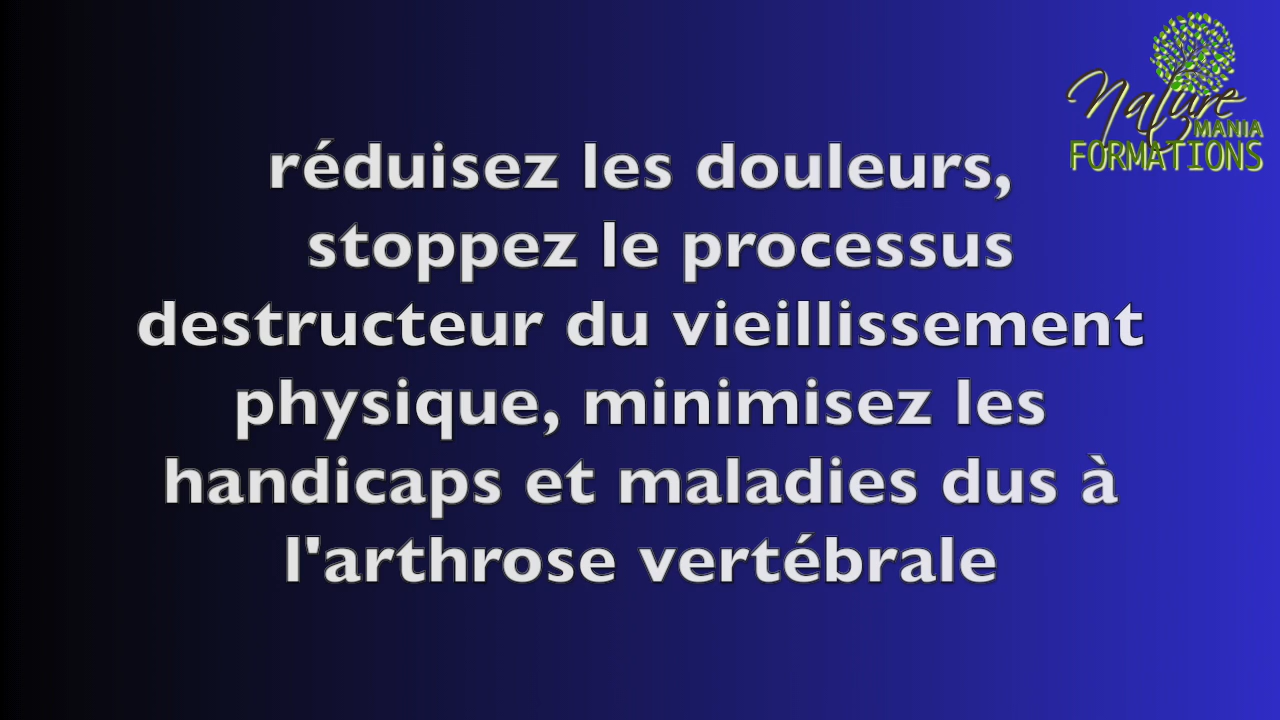 Nature
MANIA
FORMATIONS
réduisez les douleurs,
stoppez le processus
destructeur du vieillissement
physique, minimisez les
handicaps et maladies dus à
l'arthrose vertébrale